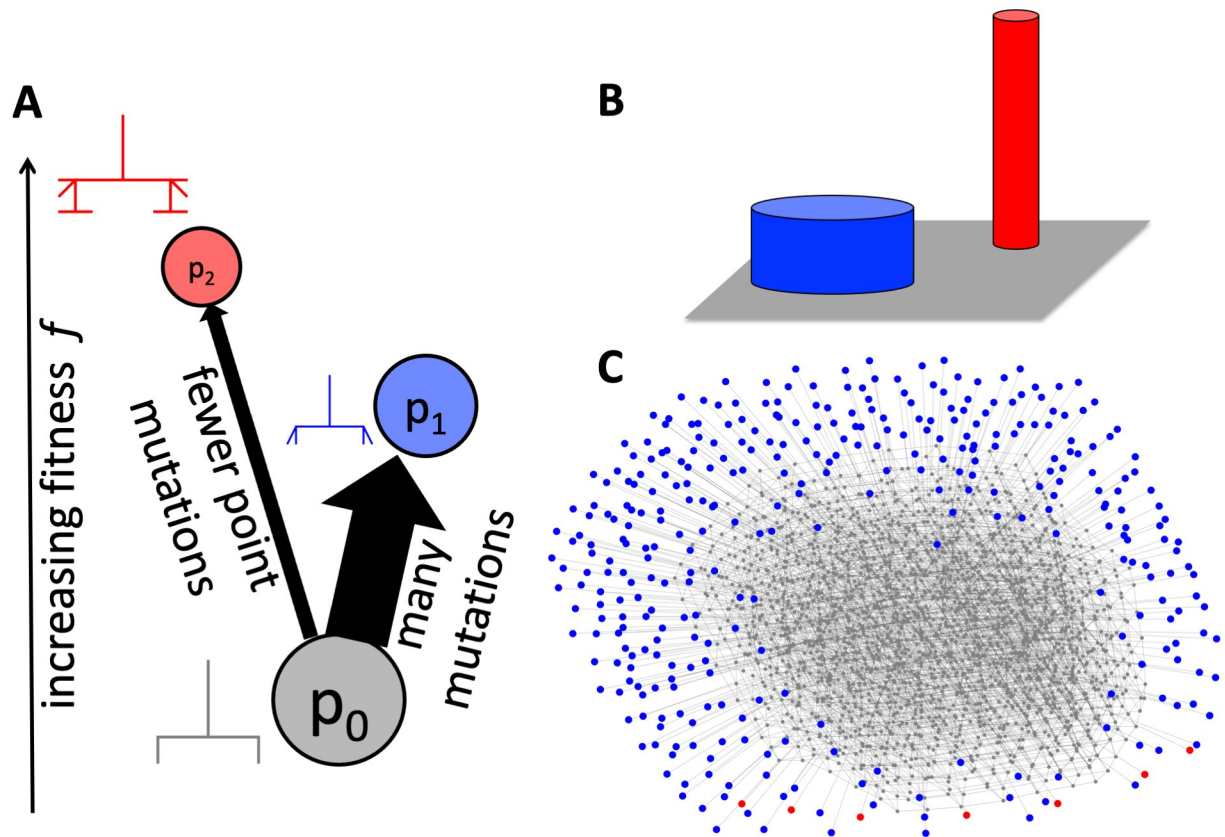 A
increasing fitness f
p2
fewer point
mutations
p1
many
mutations
p0
B
C